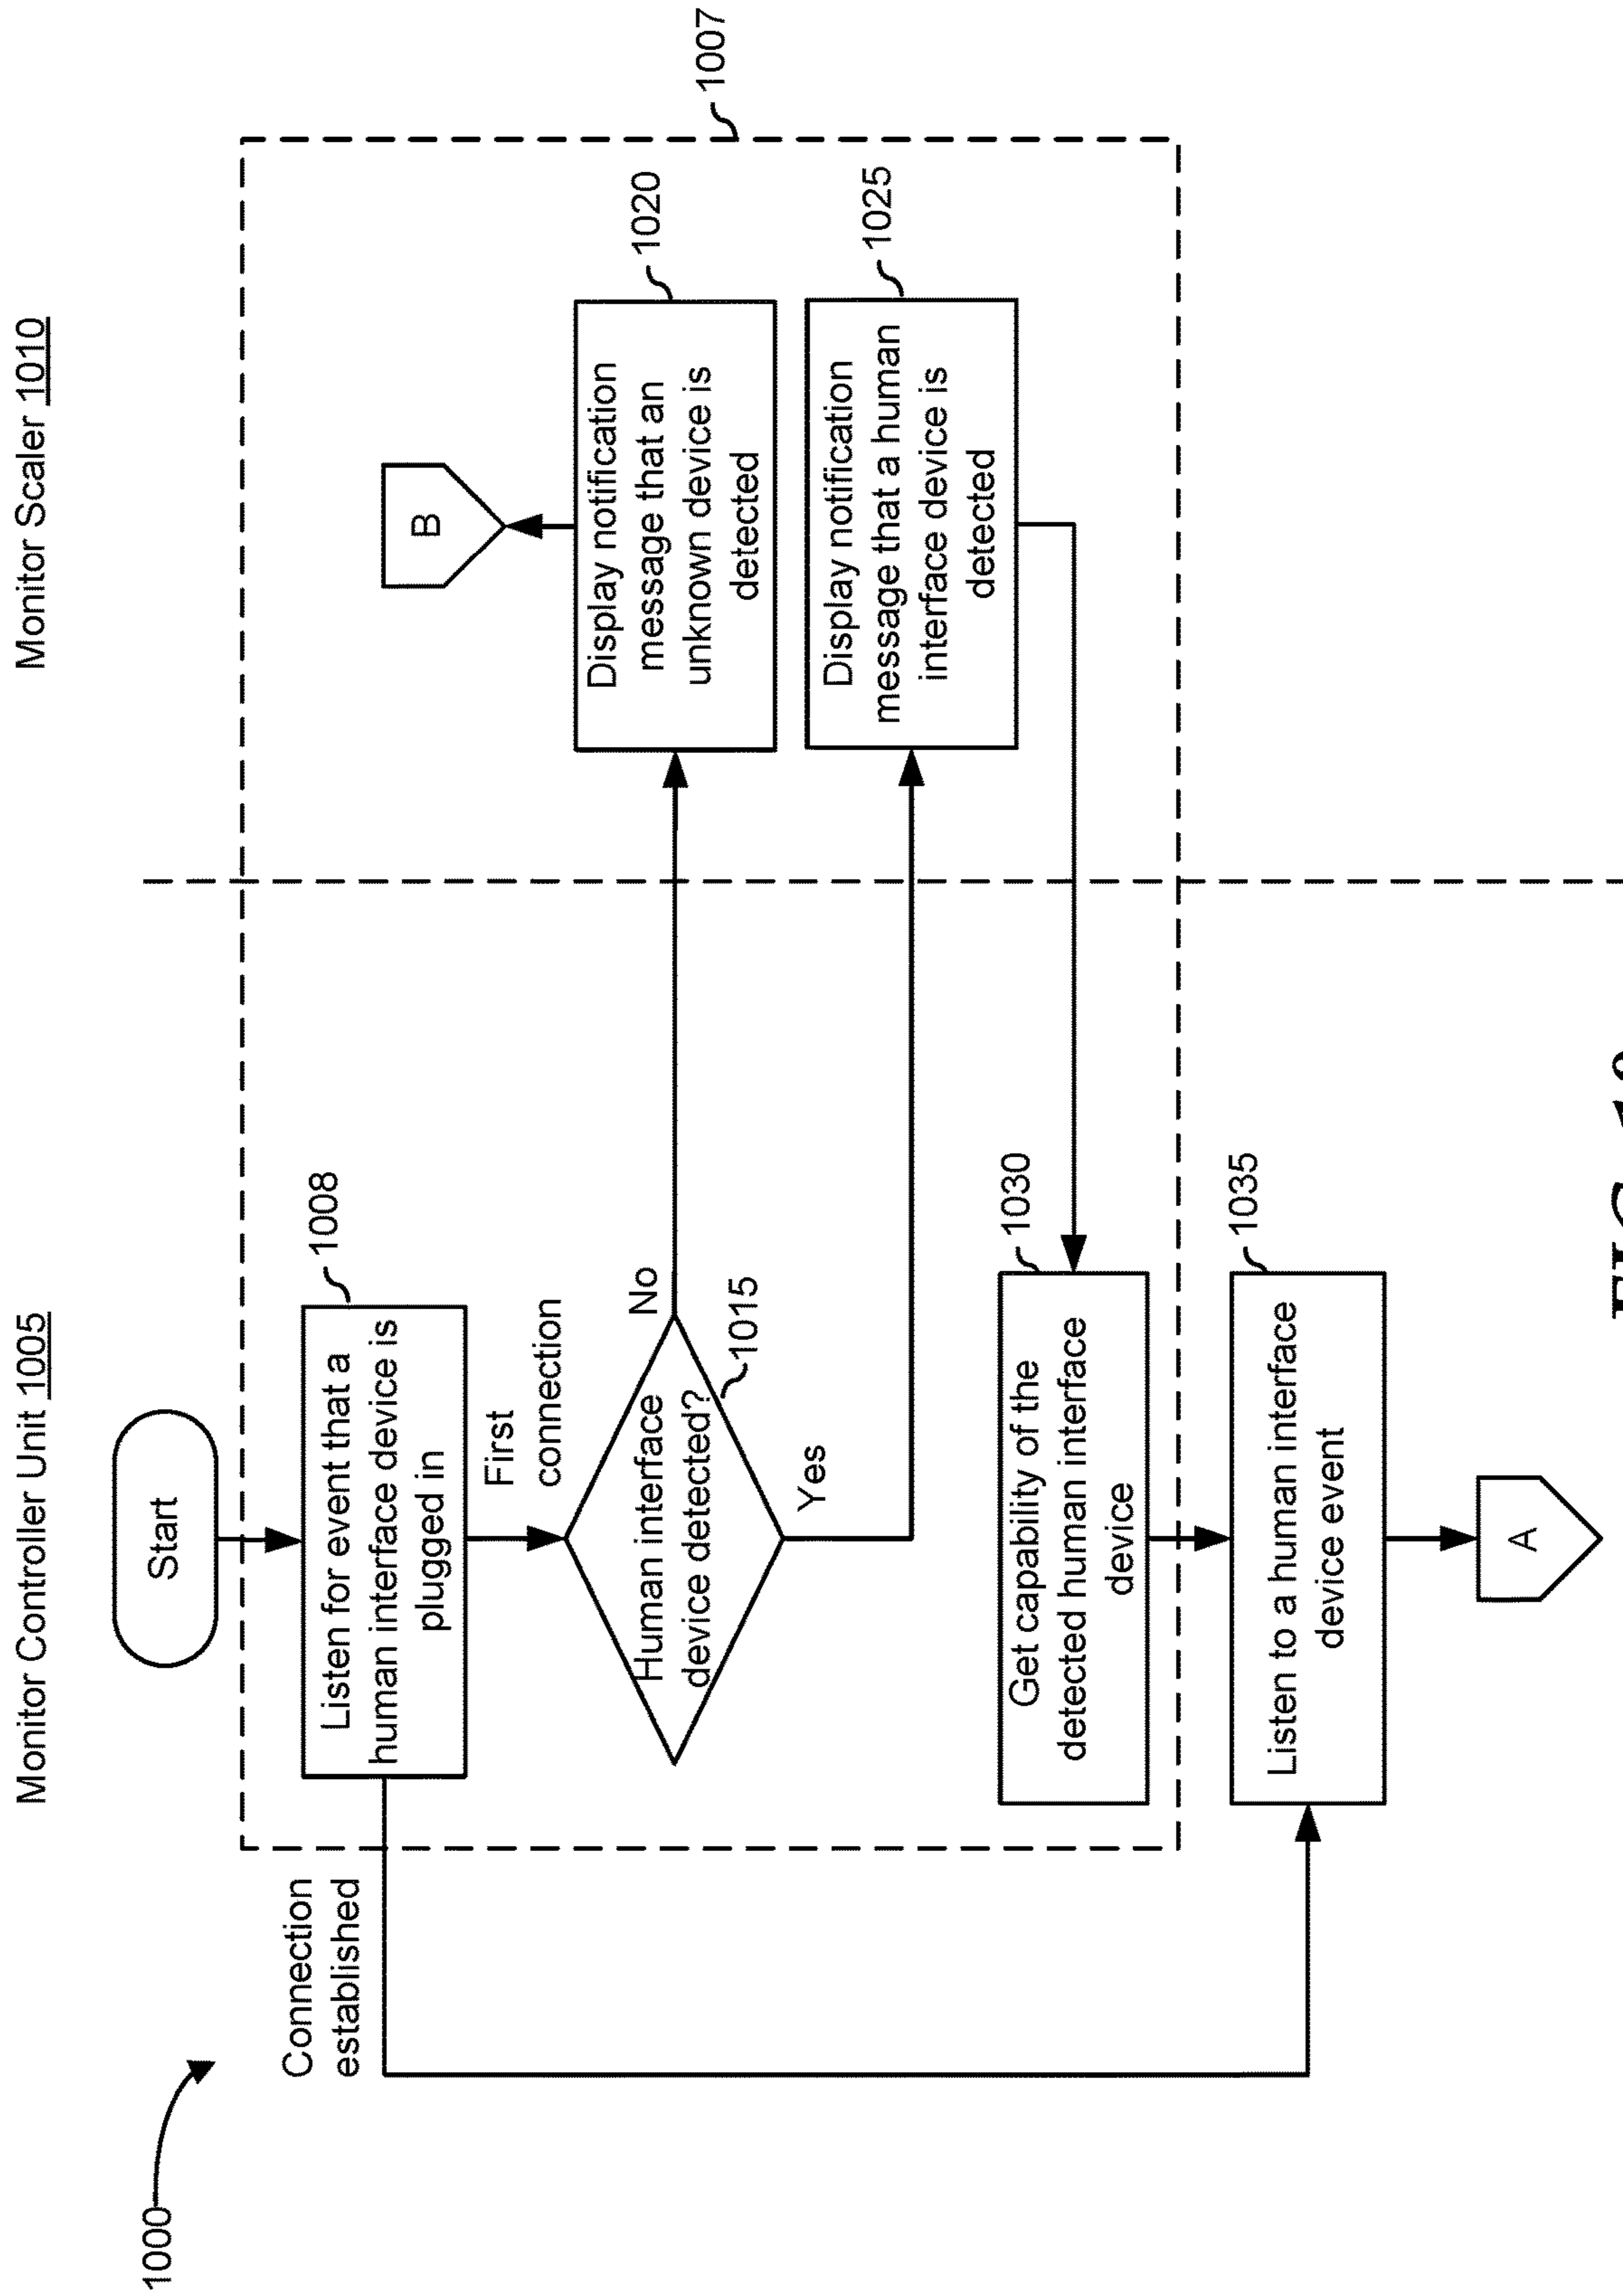 Monitor Controller Unit 1005
Monitor Scaler 1010
1000
Start
1007
Connection
established
Listen for event that a
human interface device is
plugged in
1008
First
connection
B
Human interface
device detected?
1015
No
Yes
Display notification
message that an
unknown device is
detected
1020
Display notification
message that a human
interface device is
detected
1025
Get capability of the
detected human interface
device
1030
Listen to a human interface
device event
1035
A